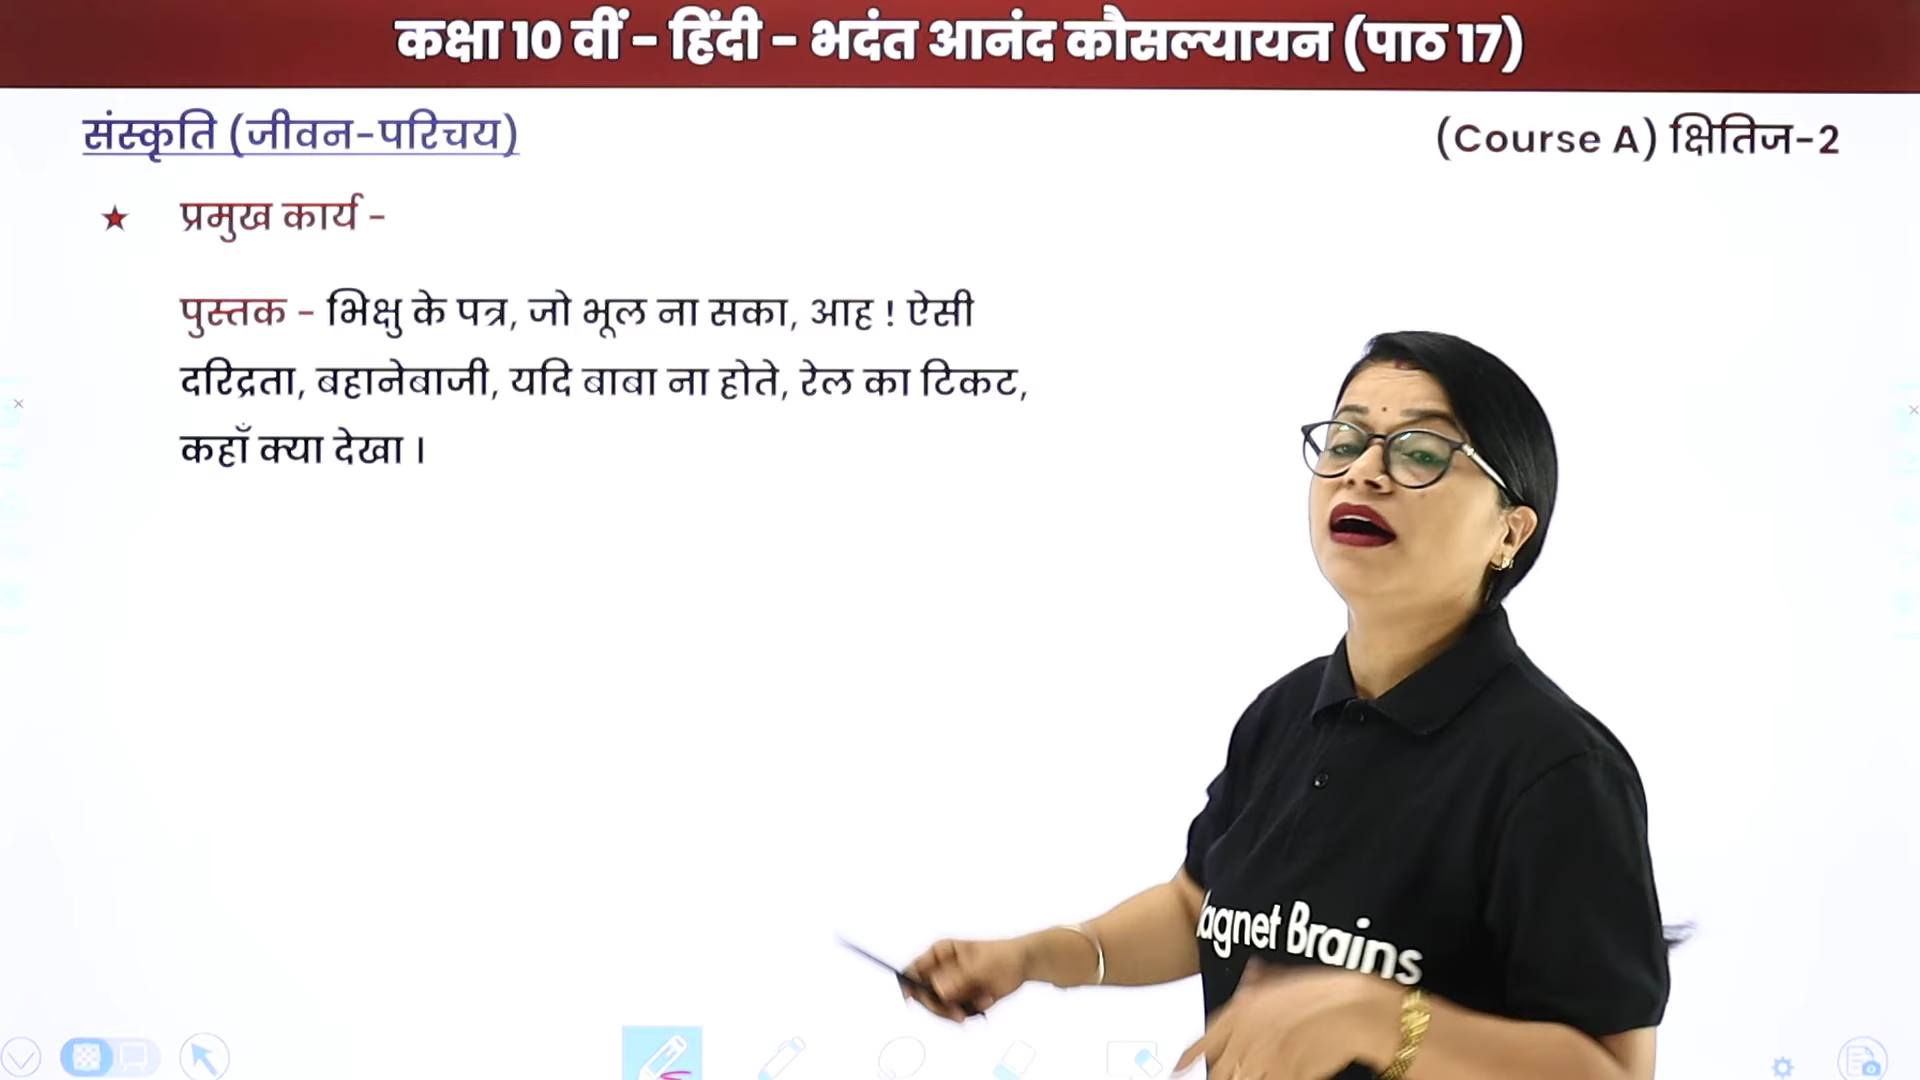 कक्षा 10 वीं - हिंदी - भदंत आनंद कौसल्यायन (पाठ 17)
संस्कृति (जीवन-परिचय)
(Course A) क्षितिज-2
★ प्रमुख कार्य -
पुस्तक - भिक्षु के पत्र, जो भूल ना सका, आह ! ऐसी
दरिद्रता, बहानेबाजी, यदि बाबा ना होते, रेल का टिकट,
कहाँ क्या देखा ।
agnet Brains